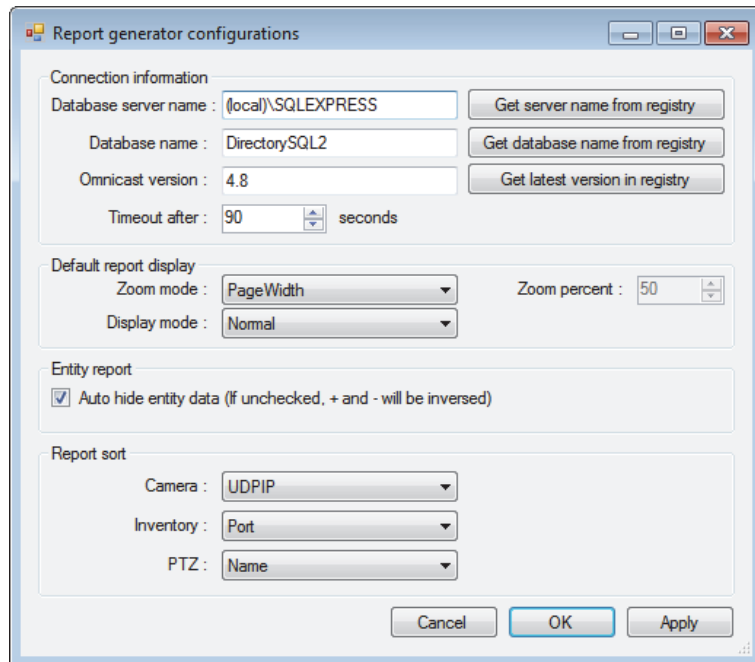 Report generator configurations
Connection information
Database server name : (local)\SQLEXPRESS Get server name from registry
Database name : DirectorySQL2 Get database name from registry
Omnicast version : 4.8 Get latest version in registry
Timeout after : 90 seconds
Default report display
Zoom mode : PageWidth Zoom percent : 50
Display mode : Normal
Entity report
Auto hide entity data (If unchecked, + and - will be inversed)
Report sort
Camera : UDPIP
Inventory : Port
PTZ : Name
Cancel OK Apply